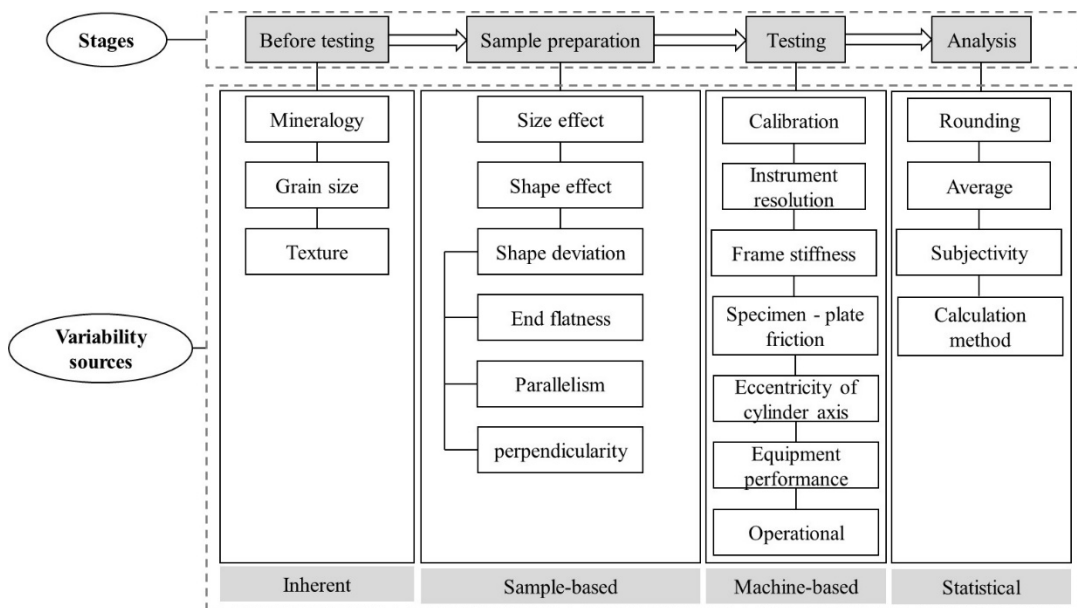 Stages
Before testing
Sample preparation
Testing
Analysis
Variability
sources
Mineralogy
Grain size
Texture
Inherent
Size effect
Shape effect
Shape deviation
End flatness
Parallelism
perpendicularity
Sample-based
Calibration
Instrument
resolution
Frame stiffness
Specimen - plate
friction
Eccentricity of
cylinder axis
Equipment
performance
Operational
Machine-based
Rounding
Average
Subjectivity
Calculation
method
Statistical